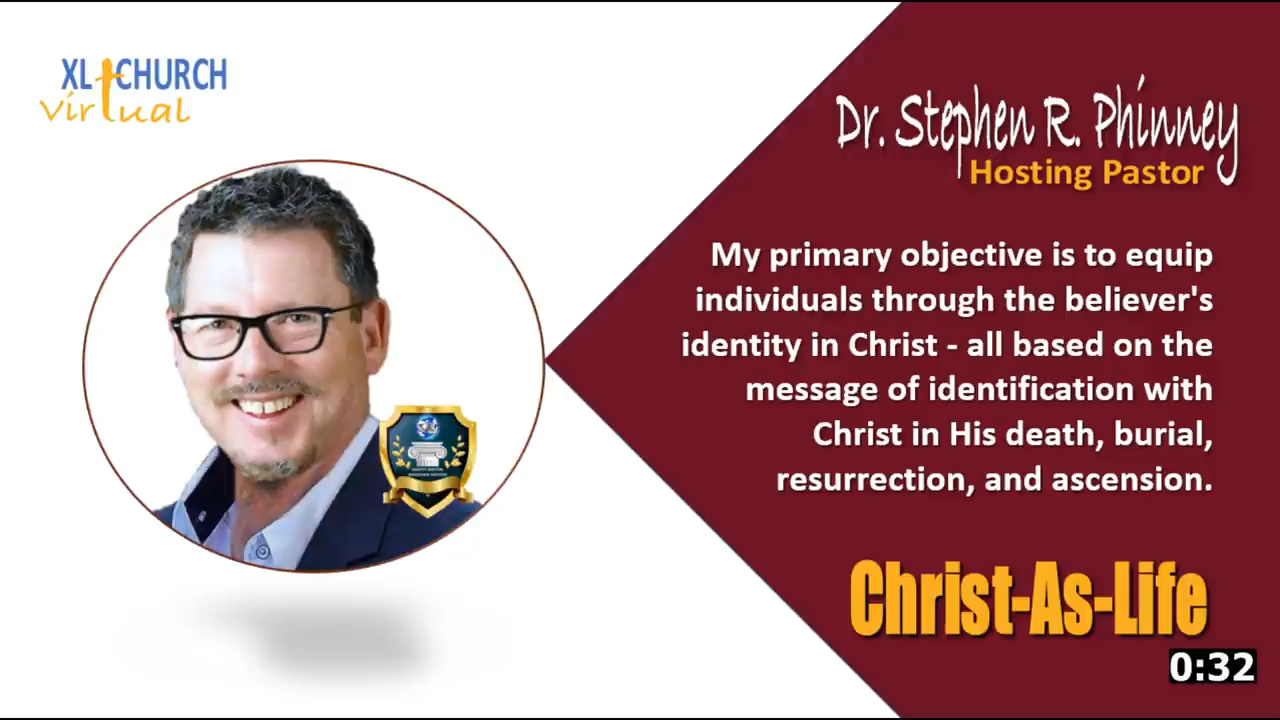 XL CHURCH
Virtual
Dr. Stephen R. Phinney
Hosting Pastor
My primary objective is to equip
individuals through the believer's
identity in Christ - all based on the
message of identification with
Christ in His death, burial,
resurrection, and ascension.
Christ-As-Life
0:32